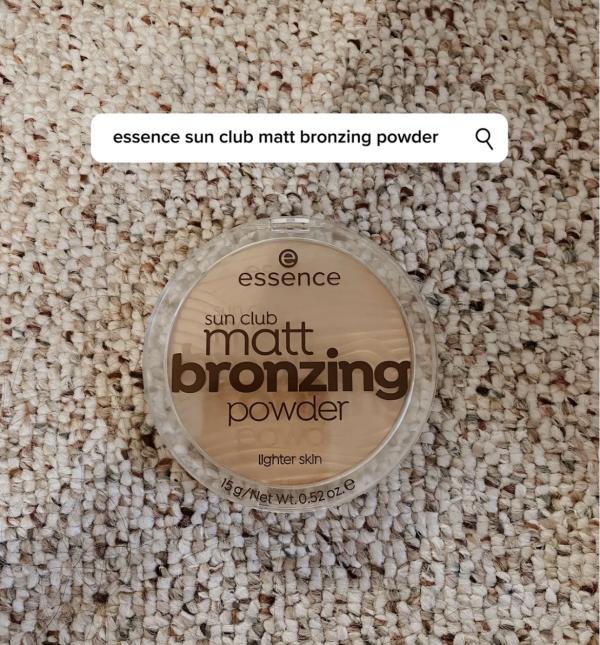 essence sun club matt bronzing powder
e
essence
sun club
matt
bronzing
powder
lighter skin
15 g/Net Wt. 0.52 oz. e